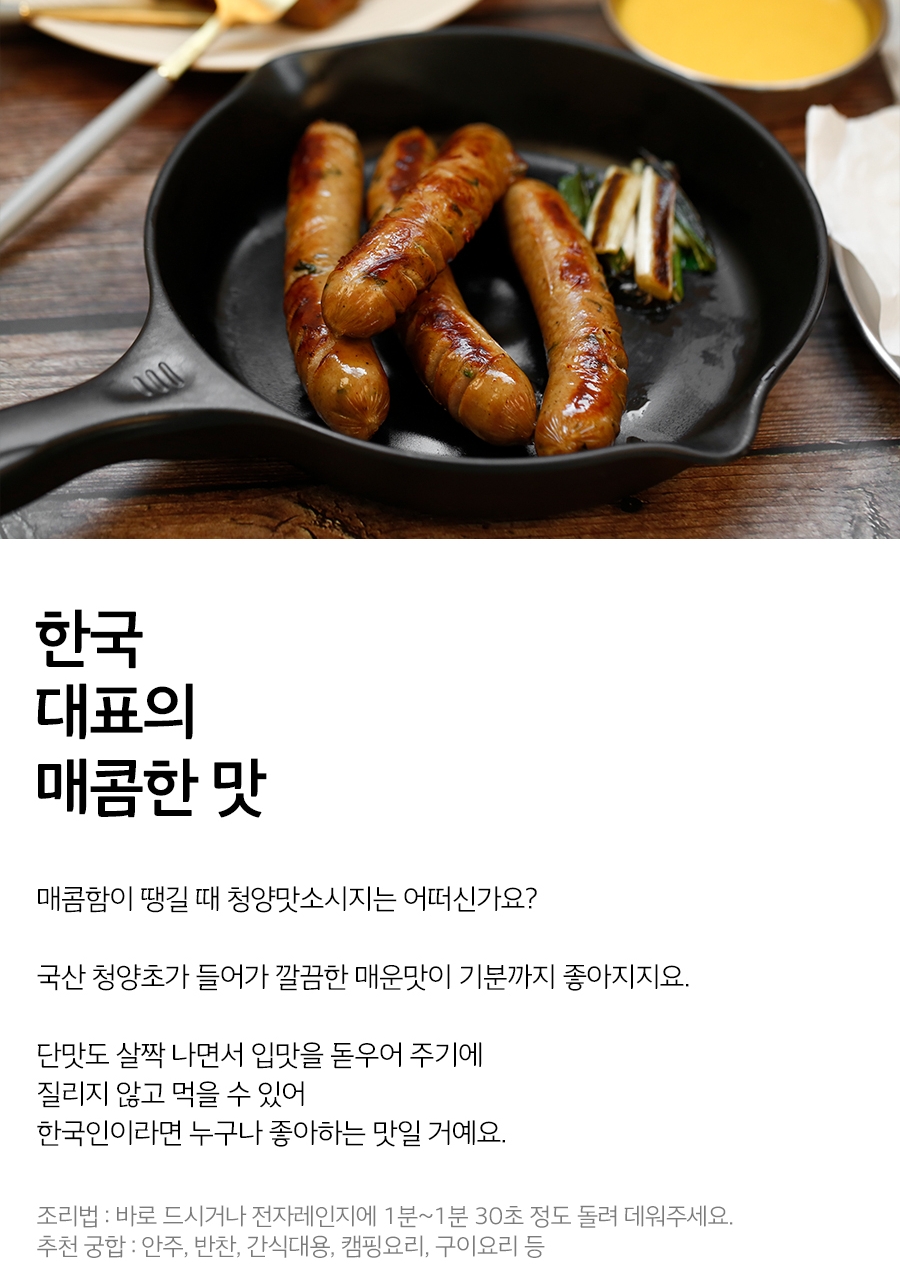 한국
대표의
매콤한 맛
매콤함이 땡길 때 청양맛소시지는 어떠신가요?
국산 청양초가 들어가 깔끔한 매운맛이 기분까지 좋아지지요.
단맛도 살짝 나면서 입맛을 돋우어 주기에
질리지 않고 먹을 수 있어
한국인이라면 누구나 좋아하는 맛일 거예요.
조리법 : 바로 드시거나 전자레인지에 1분~1분 30초 정도 돌려 데워주세요.
추천 궁합 : 안주, 반찬, 간식대용, 캠핑요리, 구이요리 등